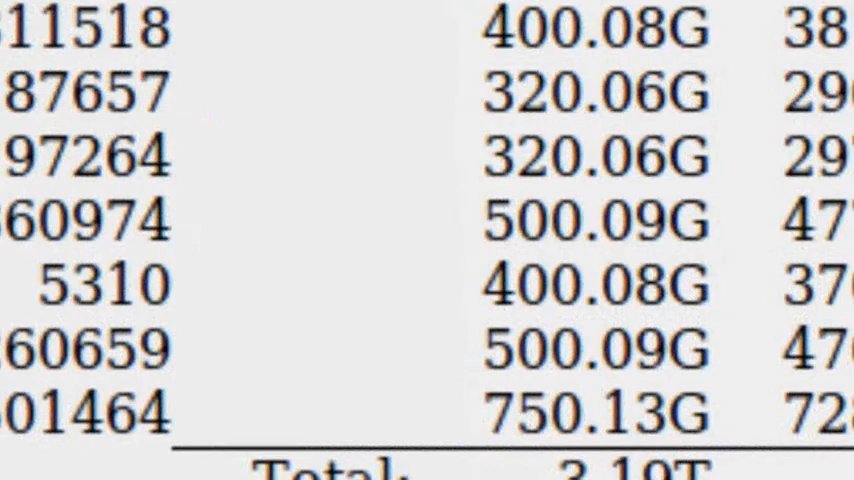 11518 400.08G 38
87657 320.06G 29
97264 320.06G 297
60974 500.09G 47
5310 400.08G 37
60659 500.09G 47
01464 750.13G 72
Total: 3.19T